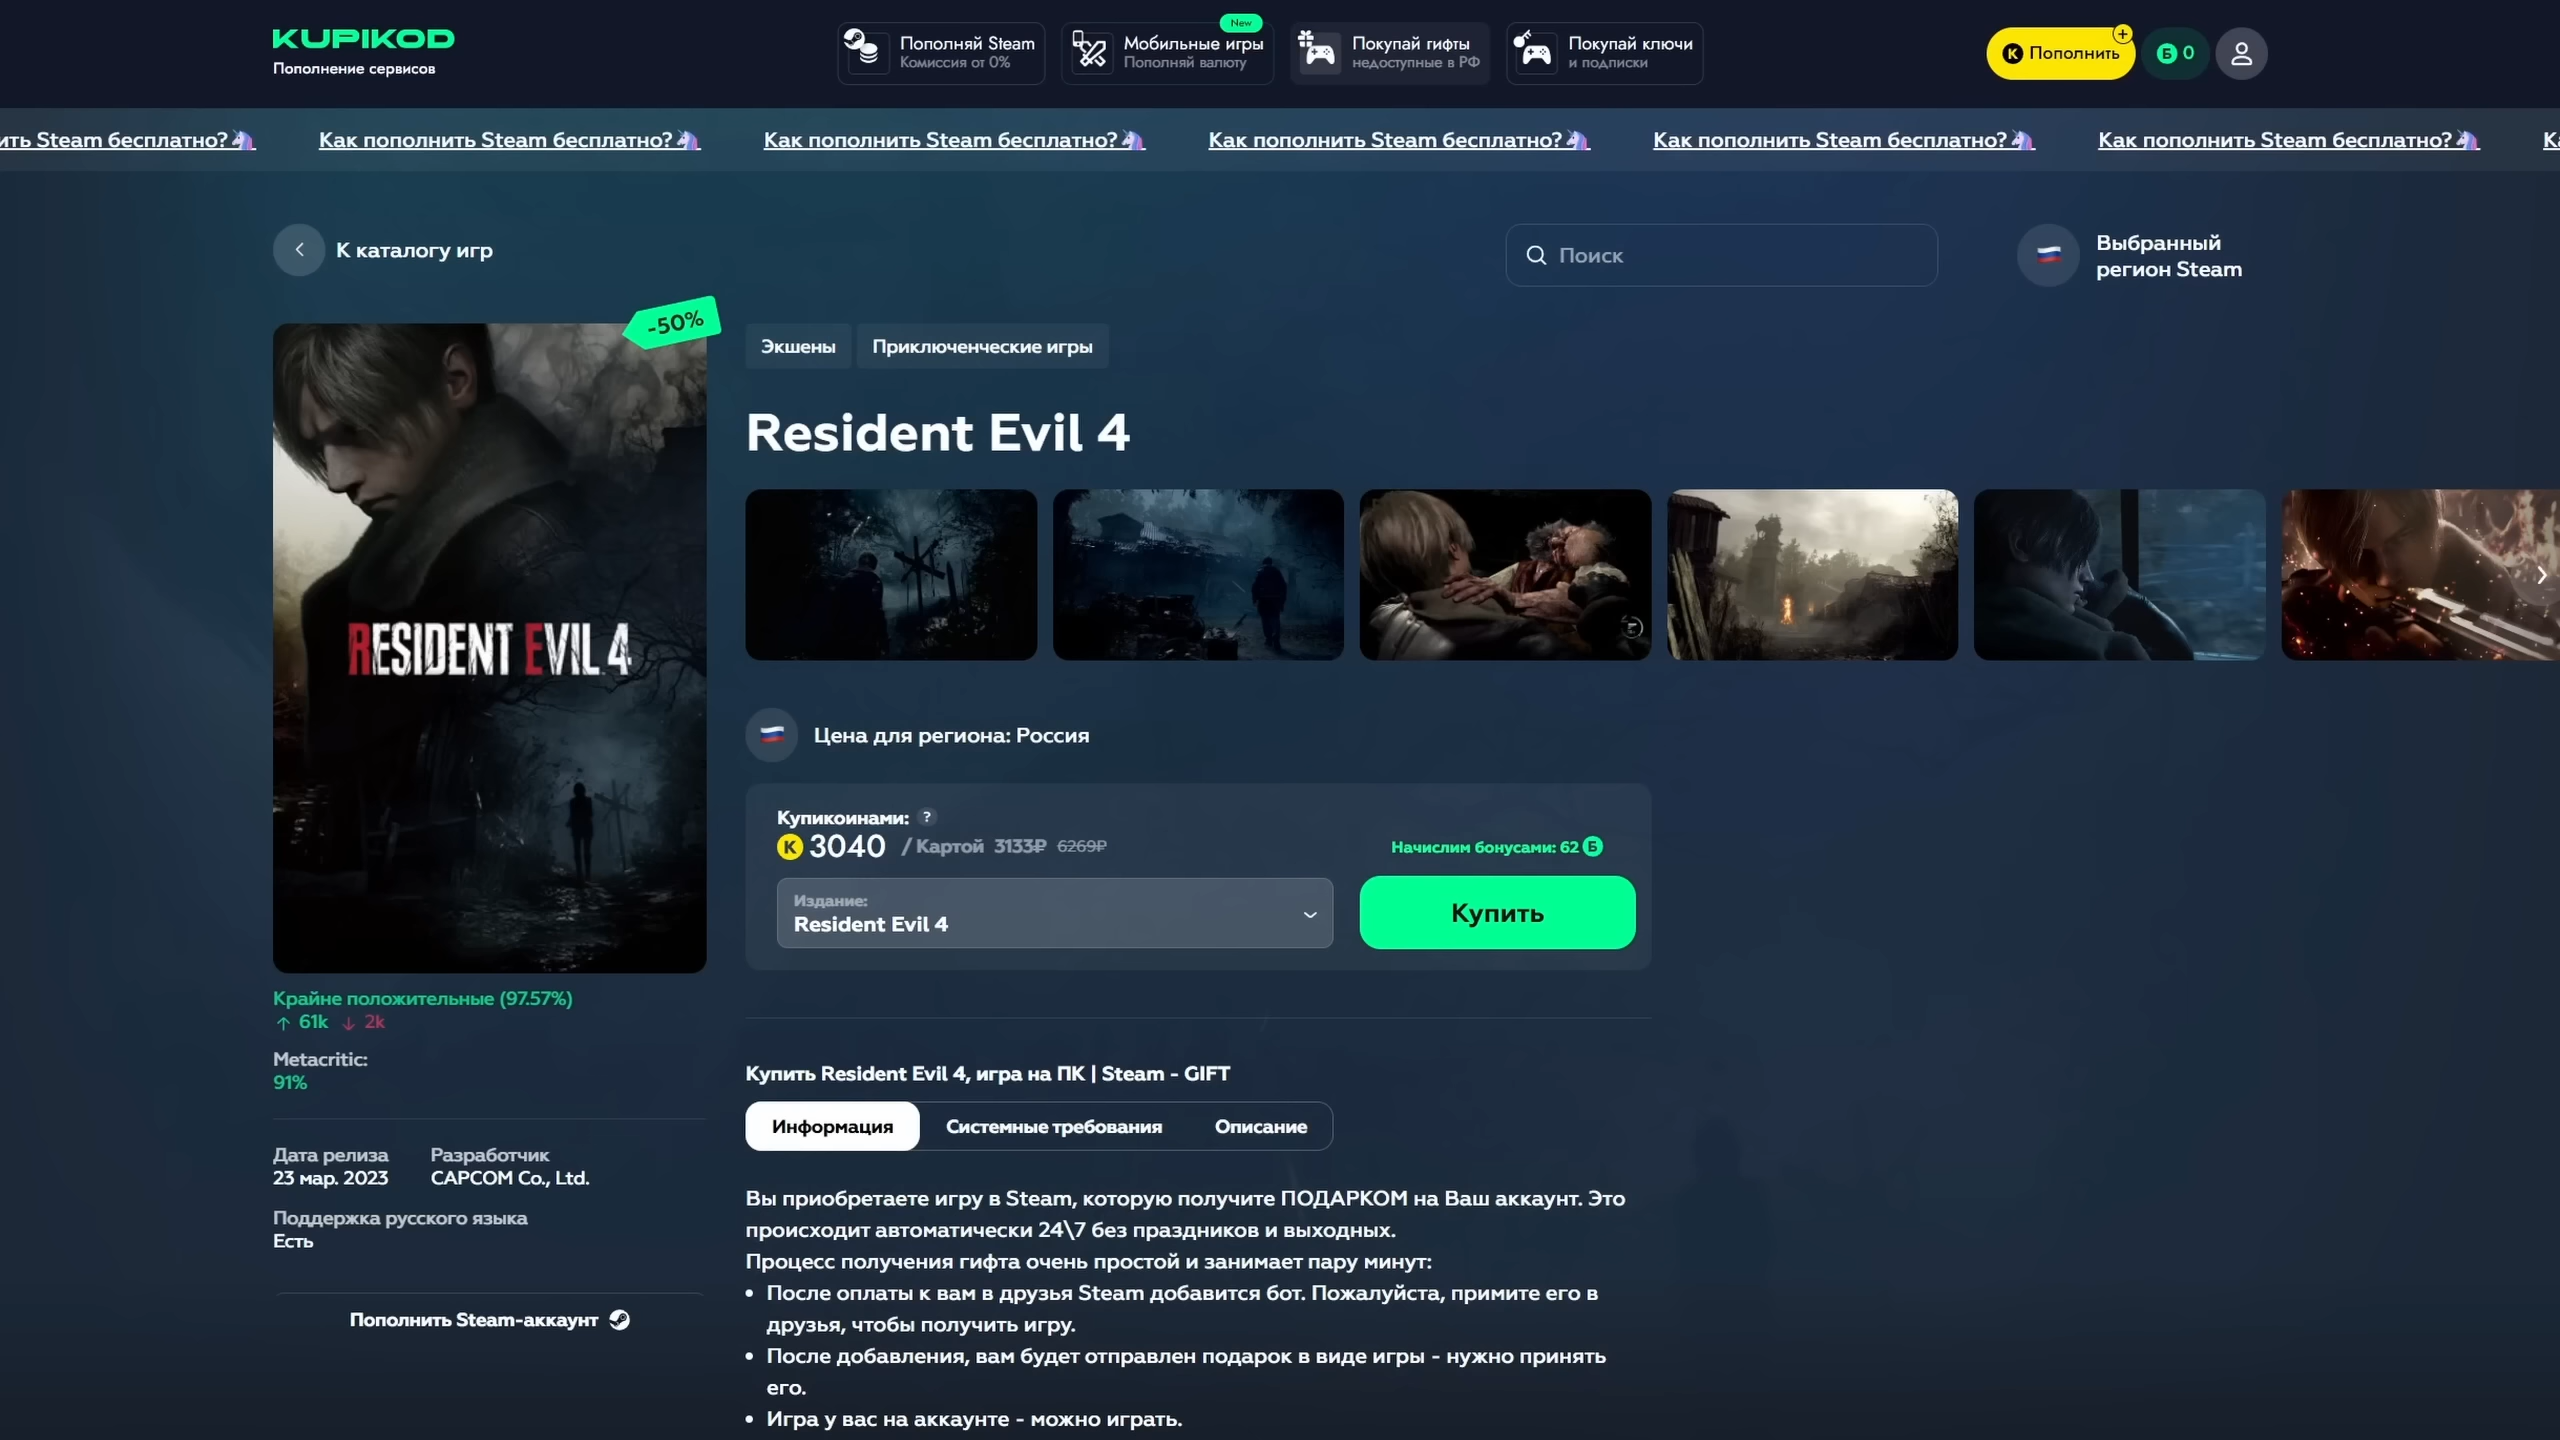 KUPIKOD
Пополнение сервисов
Пополняй Steam
Комиссия от 0%
New
Мобильные игры
Пополняй валюту
Покупай гифты
недоступные в РФ
Покупай ключи
и подписки
К Пополнить +
Б 0
ить Steam бесплатно?🦄 Как пополнить Steam бесплатно?🦄 Как пополнить Steam бесплатно?🦄 Как пополнить Steam бесплатно?🦄 Как пополнить Steam бесплатно?🦄 Как пополнить Steam бесплатно?🦄 Ка
К каталогу игр
Поиск
Выбранный
регион Steam
-50%
RESIDENT EVIL 4
Крайне положительные (97.57%)
↑ 61k ↓ 2k
Metacritic:
91%
Дата релиза
23 мар. 2023
Разработчик
CAPCOM Co., Ltd.
Поддержка русского языка
Есть
Пополнить Steam-аккаунт
Экшены
Приключенческие игры
Resident Evil 4
Цена для региона: Россия
Купикоинами: ?
К 3040 / Картой 3133₽ 6269₽
Начислим бонусами: 62 Б
Издание:
Resident Evil 4
Купить
Купить Resident Evil 4, игра на ПК | Steam - GIFT
Информация
Системные требования
Описание
Вы приобретаете игру в Steam, которую получите ПОДАРКОМ на Ваш аккаунт. Это
происходит автоматически 24\7 без праздников и выходных.
Процесс получения гифта очень простой и занимает пару минут:
• После оплаты к вам в друзья Steam добавится бот. Пожалуйста, примите его в
друзья, чтобы получить игру.
• После добавления, вам будет отправлен подарок в виде игры - нужно принять
его.
• Игра у вас на аккаунте - можно играть.